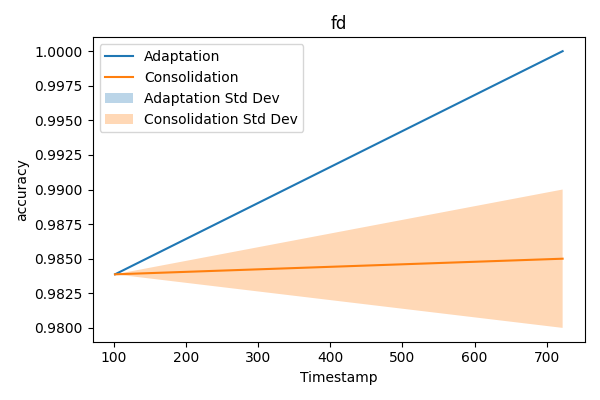 fd
1.0000
0.9975
0.9950
0.9925
0.9900
0.9875
0.9850
0.9825
0.9800
accuracy
Adaptation
Consolidation
Adaptation Std Dev
Consolidation Std Dev
100 200 300 400 500 600 700
Timestamp